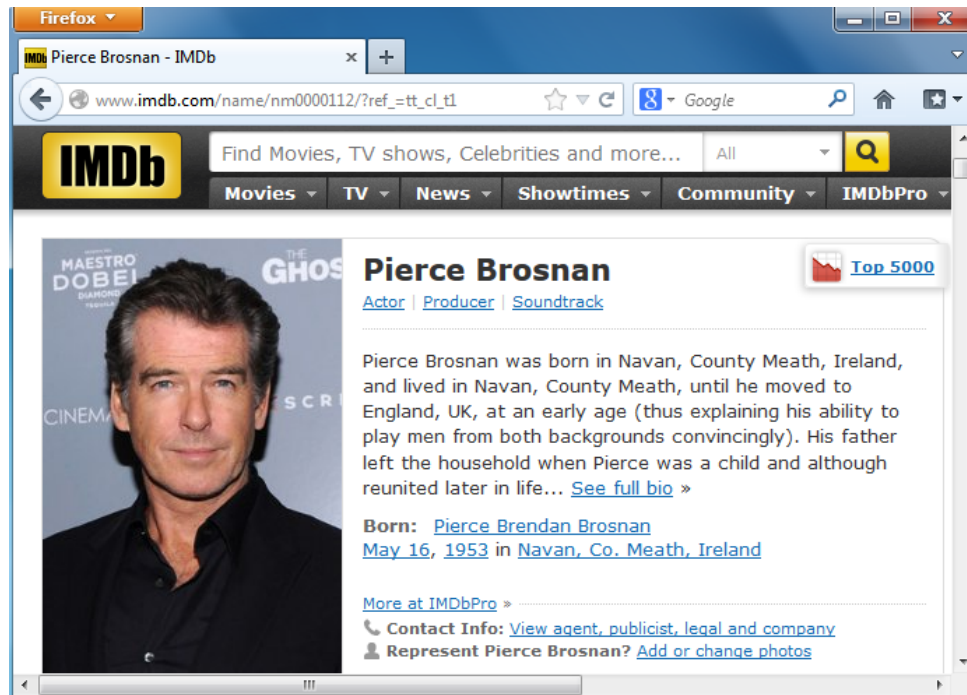 Firefox
IMDb Pierce Brosnan - IMDb
www.imdb.com/name/nm0000112/?ref_=tt_cl_t1
8 Google
IMDb
Find Movies, TV shows, Celebrities and more...
All
Movies TV News Showtimes Community IMDbPro
MAESTRO
DOBEL
DIAMOND
TEQUILA
THE
GHOS
CINEMA
SCRE
Pierce Brosnan
Top 5000
Actor | Producer | Soundtrack
Pierce Brosnan was born in Navan, County Meath, Ireland,
and lived in Navan, County Meath, until he moved to
England, UK, at an early age (thus explaining his ability to
play men from both backgrounds convincingly). His father
left the household when Pierce was a child and although
reunited later in life... See full bio »
Born: Pierce Brendan Brosnan
May 16, 1953 in Navan, Co. Meath, Ireland
More at IMDbPro »
Contact Info: View agent, publicist, legal and company
Represent Pierce Brosnan? Add or change photos